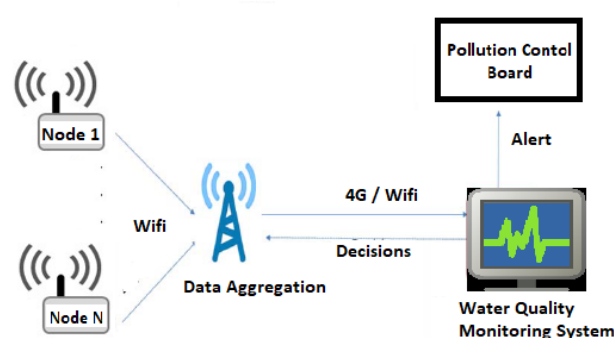 Pollution Contol
Board
Node 1
Alert
4G / Wifi
Wifi
Decisions
Data Aggregation
Node N
Water Quality
Monitoring System